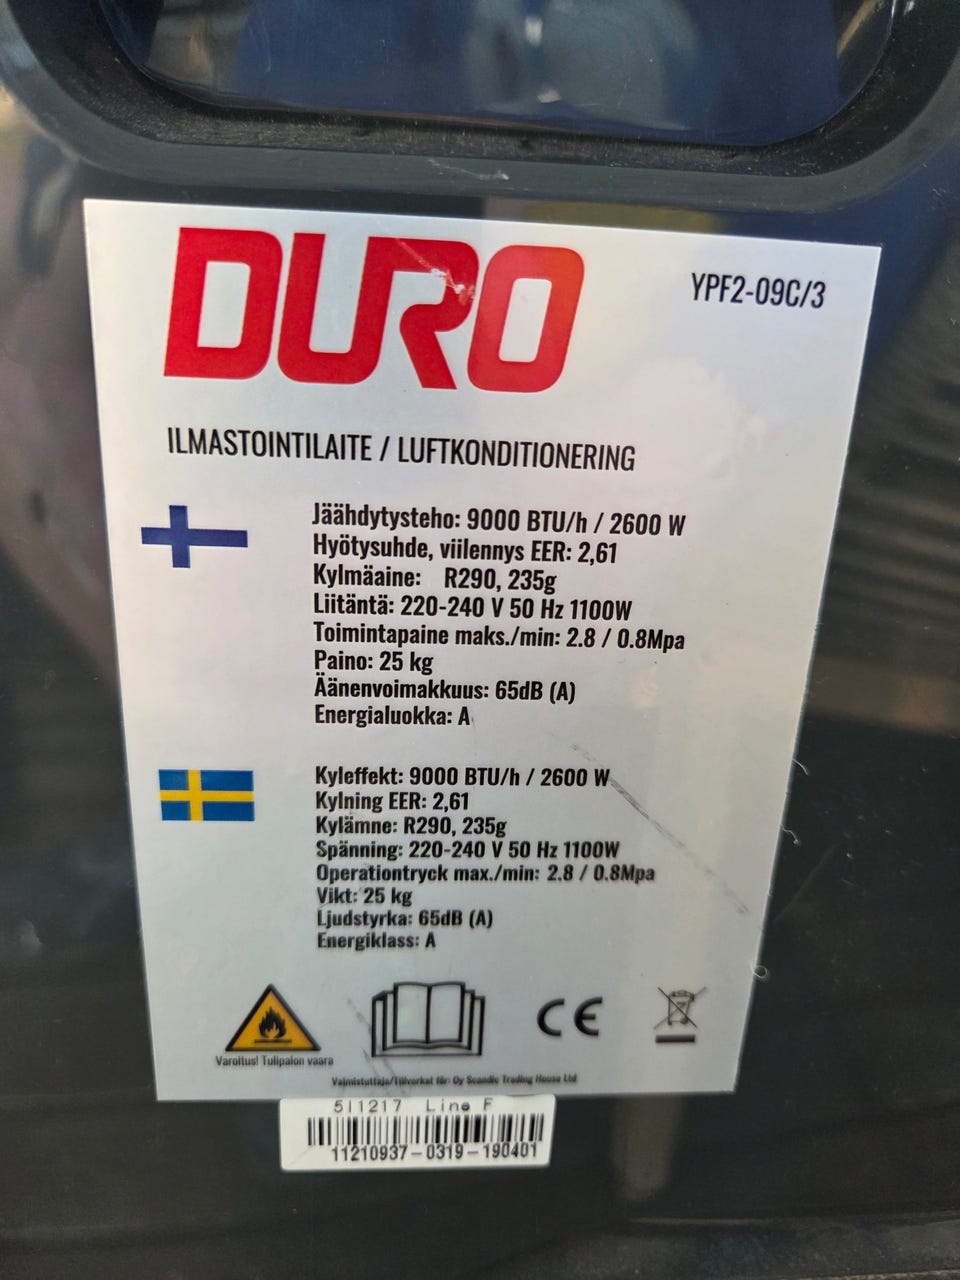 DURO
YPF2-09C/3
ILMASTOINTILAITE / LUFTKONDITIONERING
Jäähdytysteho: 9000 BTU/h / 2600 W
Hyötysuhde, viilennys EER: 2,61
Kylmäaine: R290, 235g
Liitäntä: 220-240 V 50 Hz 1100W
Toimintapaine maks./min: 2.8 / 0.8Mpa
Paino: 25 kg
Äänenvoimakkuus: 65dB (A)
Energialuokka: A
Kyleffekt: 9000 BTU/h / 2600 W
Kylning EER: 2,61
Kylämne: R290, 235g
Spänning: 220-240 V 50 Hz 1100W
Operationtryck max./min: 2.8 / 0.8Mpa
Vikt: 25 kg
Ljudstyrka: 65dB (A)
Energiklass: A
Varoitus! Tulipalon vaara
CE
Valmistuttaja/Tillverkat för: Oy Scandic Trading House Ltd
511217 Line F
11210937-0319-190401